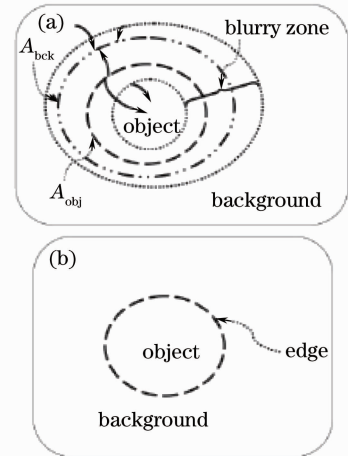 (a)
blurry zone
A_bck
object
A_obj
background
(b)
object
edge
background